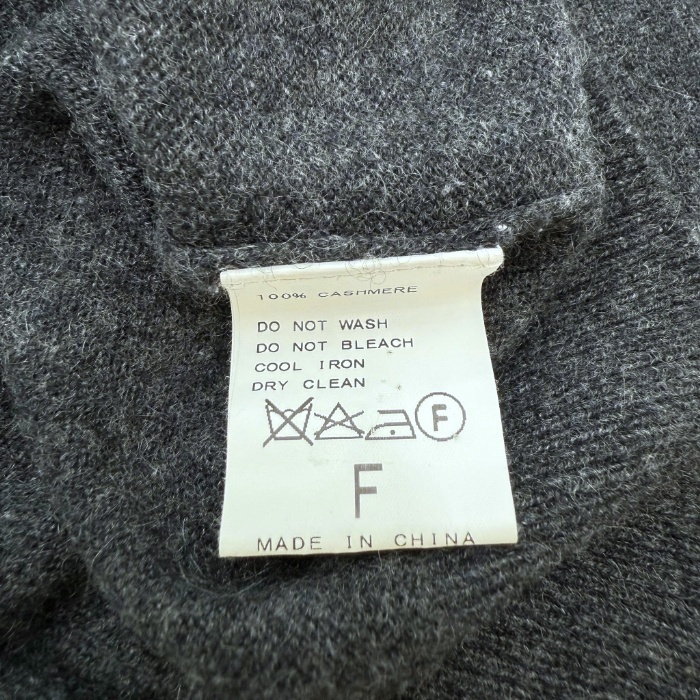 100% CASHMERE
DO NOT WASH
DO NOT BLEACH
COOL IRON
DRY CLEAN
F
F
MADE IN CHINA